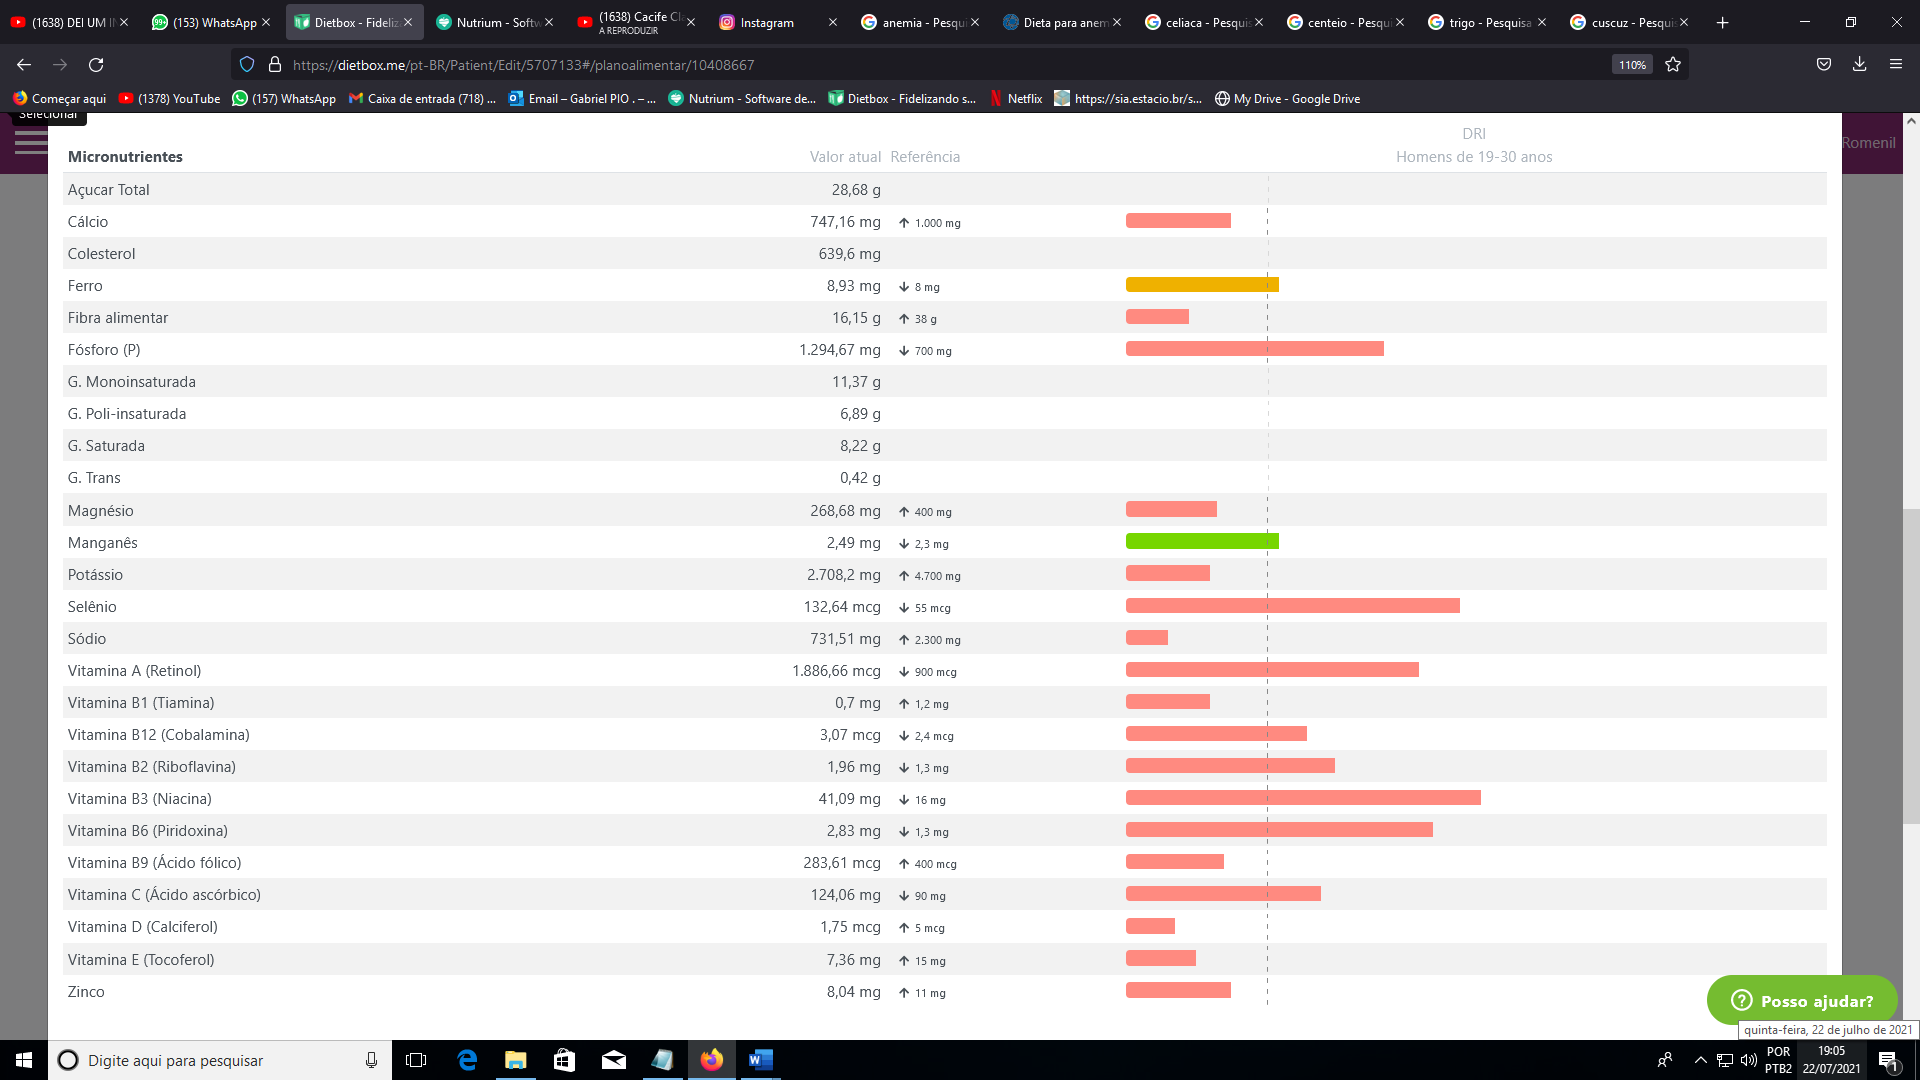 (1638) DEI UM IN
(153) WhatsApp
Dietbox - Fideliza
Nutrium - Softw
(1638) Cacife Cla
A REPRODUZIR
Instagram
anemia - Pesqui
Dieta para anem
celiaca - Pesquis
centeio - Pesqui
trigo - Pesquisa
cuscuz - Pesquis
https://dietbox.me/pt-BR/Patient/Edit/5707133#/planoalimentar/10408667
110%
Começar aqui
(1378) YouTube
(157) WhatsApp
Caixa de entrada (718) ...
Email – Gabriel PIO . – ...
Nutrium - Software de...
Dietbox - Fidelizando s...
Netflix
https://sia.estacio.br/s...
My Drive - Google Drive
Selecionar
Romenil
DRI
Micronutrientes Valor atual Referência Homens de 19-30 anos
Açucar Total 28,68 g
Cálcio 747,16 mg ↑ 1.000 mg
Colesterol 639,6 mg
Ferro 8,93 mg ↓ 8 mg
Fibra alimentar 16,15 g ↑ 38 g
Fósforo (P) 1.294,67 mg ↓ 700 mg
G. Monoinsaturada 11,37 g
G. Poli-insaturada 6,89 g
G. Saturada 8,22 g
G. Trans 0,42 g
Magnésio 268,68 mg ↑ 400 mg
Manganês 2,49 mg ↓ 2,3 mg
Potássio 2.708,2 mg ↑ 4.700 mg
Selênio 132,64 mcg ↓ 55 mcg
Sódio 731,51 mg ↑ 2.300 mg
Vitamina A (Retinol) 1.886,66 mcg ↓ 900 mcg
Vitamina B1 (Tiamina) 0,7 mg ↑ 1,2 mg
Vitamina B12 (Cobalamina) 3,07 mcg ↓ 2,4 mcg
Vitamina B2 (Riboflavina) 1,96 mg ↓ 1,3 mg
Vitamina B3 (Niacina) 41,09 mg ↓ 16 mg
Vitamina B6 (Piridoxina) 2,83 mg ↓ 1,3 mg
Vitamina B9 (Ácido fólico) 283,61 mcg ↑ 400 mcg
Vitamina C (Ácido ascórbico) 124,06 mg ↓ 90 mg
Vitamina D (Calciferol) 1,75 mcg ↑ 5 mcg
Vitamina E (Tocoferol) 7,36 mg ↑ 15 mg
Zinco 8,04 mg ↑ 11 mg
Posso ajudar?
quinta-feira, 22 de julho de 2021
Digite aqui para pesquisar
POR
PTB2
19:05
22/07/2021
1